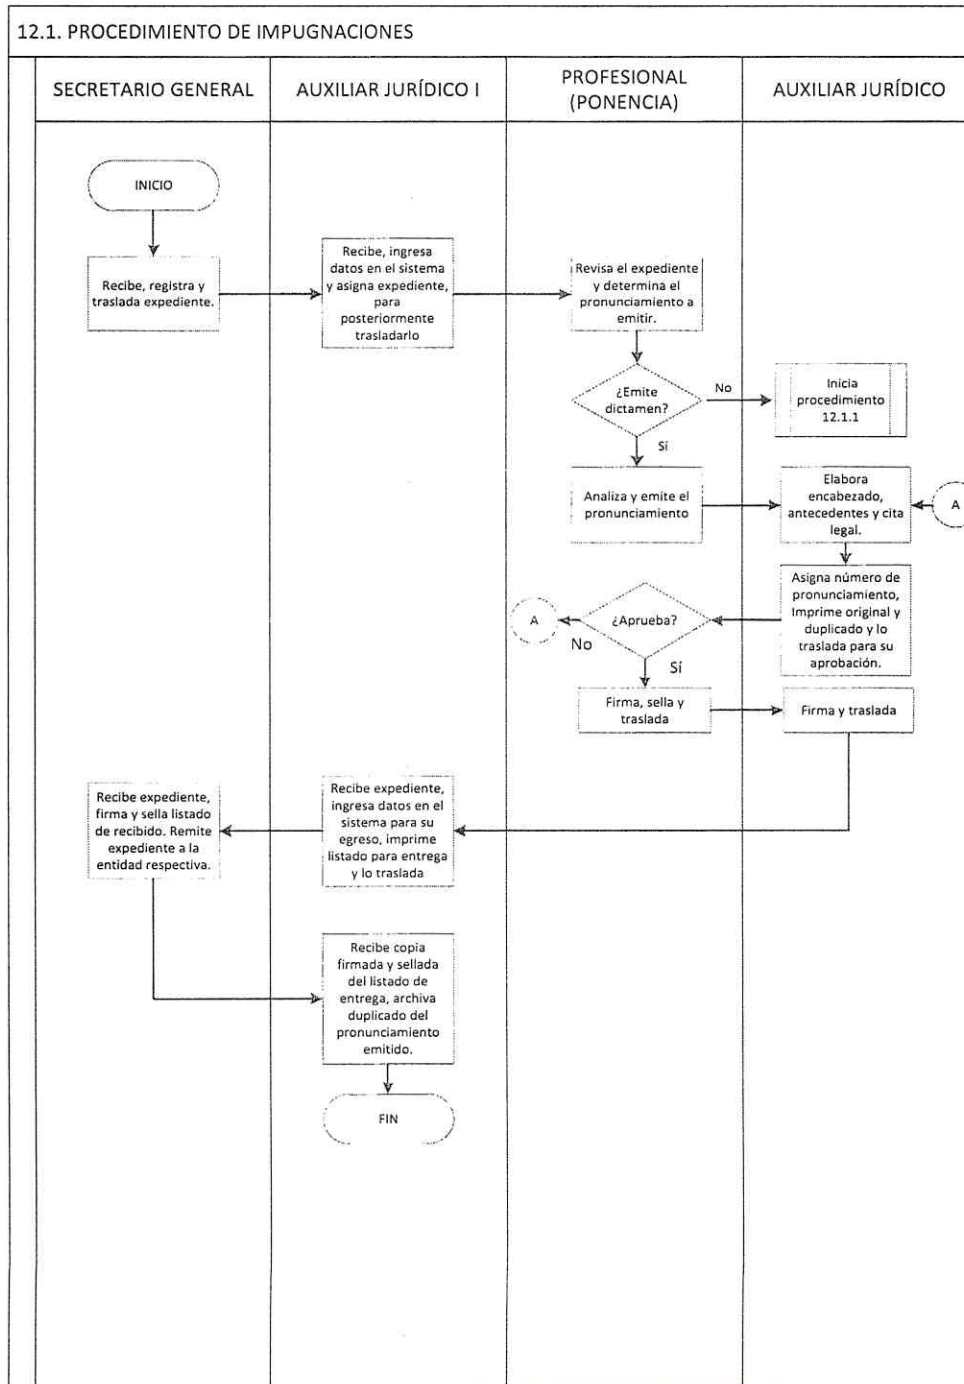 12.1. PROCEDIMIENTO DE IMPUGNACIONES
SECRETARIO GENERAL
AUXILIAR JURÍDICO I
PROFESIONAL
(PONENCIA)
AUXILIAR JURÍDICO
INICIO
Recibe, registra y
traslada expediente.
Recibe, ingresa
datos en el sistema
y asigna expediente,
para
posteriormente
trasladarlo
Revisa el expediente
y determina el
pronunciamiento a
emitir.
¿Emite
dictamen?
No
Inicia
procedimiento
12.1.1
Sí
Analiza y emite el
pronunciamiento
Elabora
encabezado,
antecedentes y cita
legal.
A
Asigna número de
pronunciamiento,
Imprime original y
duplicado y lo
traslada para su
aprobación.
¿Aprueba?
A
No
Sí
Firma, sella y
traslada
Firma y traslada
Recibe expediente,
ingresa datos en el
sistema para su
egreso, imprime
listado para entrega
y lo traslada
Recibe expediente,
firma y sella listado
de recibido. Remite
expediente a la
entidad respectiva.
Recibe copia
firmada y sellada
del listado de
entrega, archiva
duplicado del
pronunciamiento
emitido.
FIN